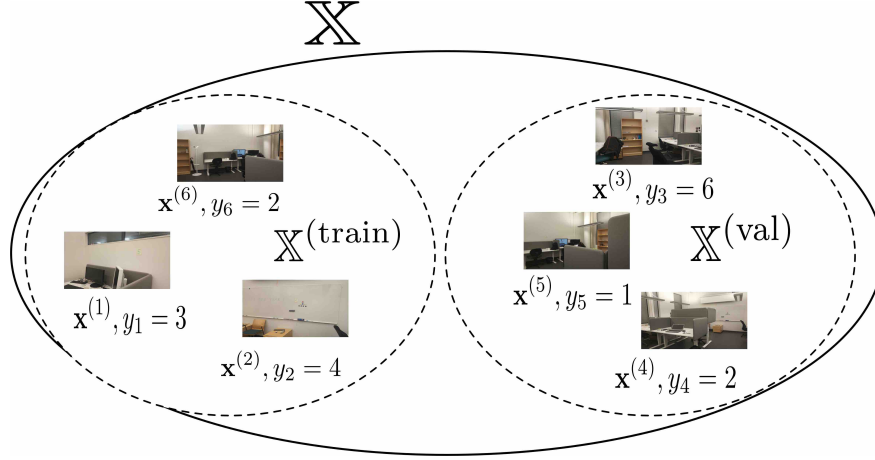 𝕏
x^(6), y_6 = 2
𝕏^(train)
x^(1), y_1 = 3
x^(2), y_2 = 4
x^(3), y_3 = 6
𝕏^(val)
x^(5), y_5 = 1
x^(4), y_4 = 2